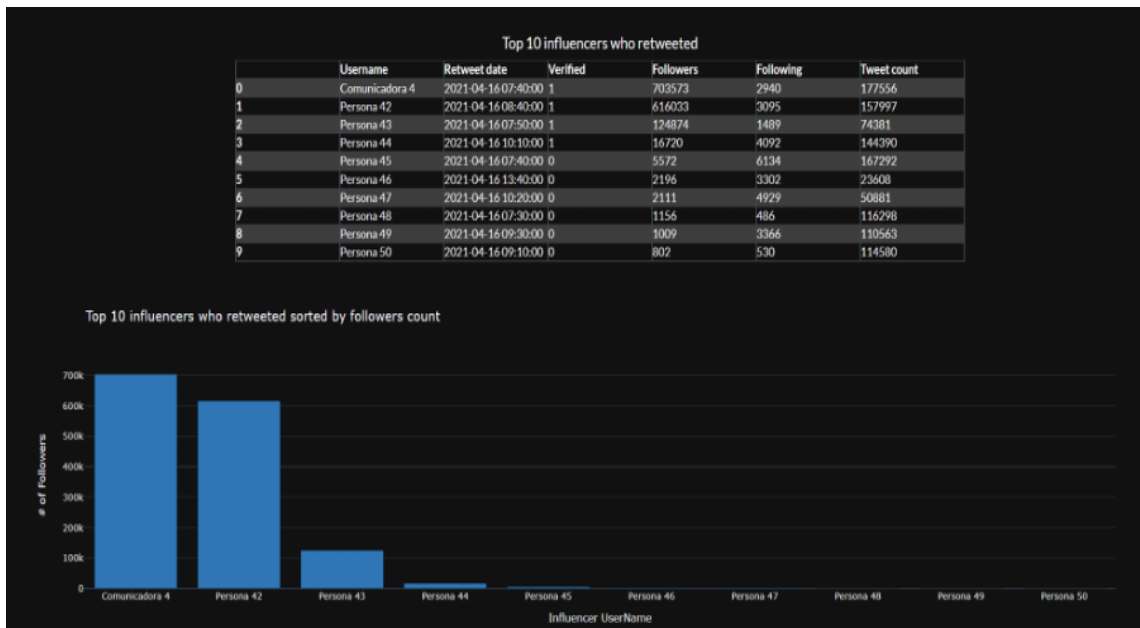 Top 10 influencers who retweeted
Username Retweet date Verified Followers Following Tweet count
0 Comunicadora 4 2021-04-16 07:40:00 1 703573 2940 177556
1 Persona 42 2021-04-16 08:40:00 1 616033 3095 157997
2 Persona 43 2021-04-16 07:50:00 1 124874 1489 74381
3 Persona 44 2021-04-16 10:10:00 1 16720 4092 144390
4 Persona 45 2021-04-16 07:40:00 0 5572 6134 167292
5 Persona 46 2021-04-16 13:40:00 0 2196 3302 23608
6 Persona 47 2021-04-16 10:20:00 0 2111 4929 50881
7 Persona 48 2021-04-16 07:30:00 0 1156 486 116298
8 Persona 49 2021-04-16 09:30:00 0 1009 3366 110563
9 Persona 50 2021-04-16 09:10:00 0 802 530 114580
Top 10 influencers who retweeted sorted by followers count
# of Followers
700k
600k
500k
400k
300k
200k
100k
0
Comunicadora 4 Persona 42 Persona 43 Persona 44 Persona 45 Persona 46 Persona 47 Persona 48 Persona 49 Persona 50
Influencer UserName